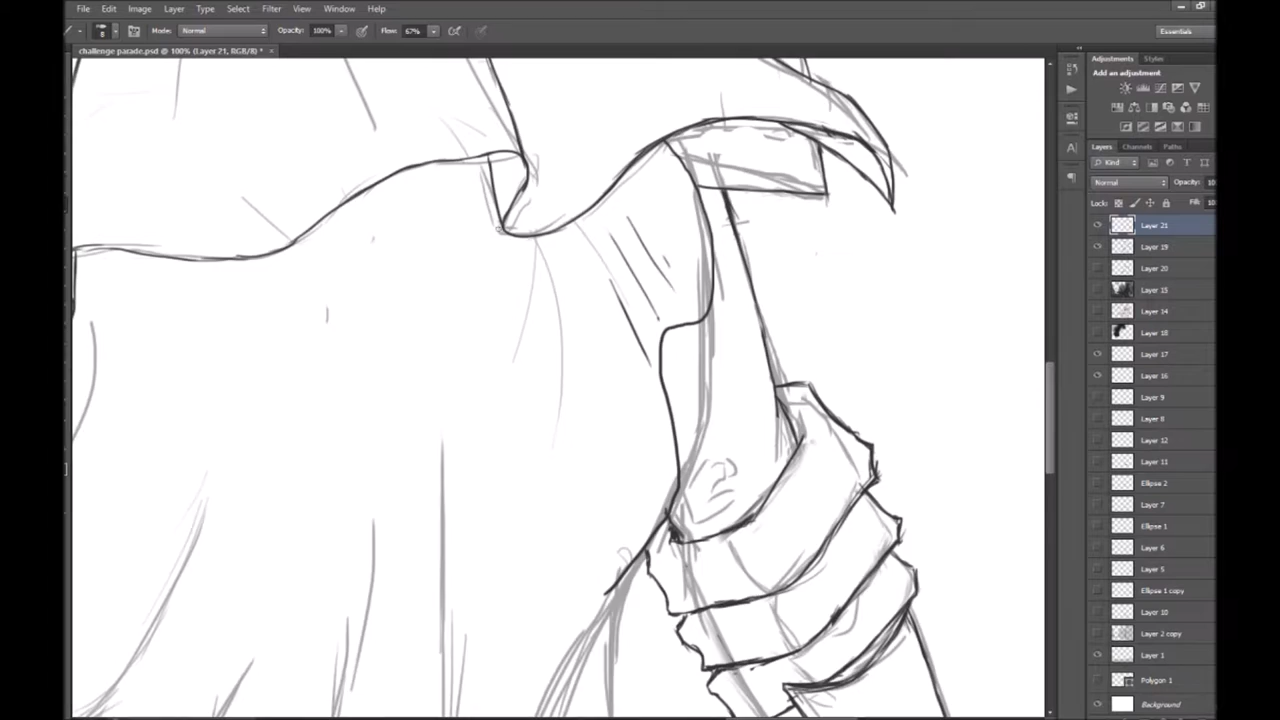 File Edit Image Layer Type Select Filter View Window Help
8 Mode: Normal Opacity: 100% Flow: 67% Essentials
challenge parade.psd @ 100% (Layer 21, RGB/8) * ×
Adjustments Styles
Add an adjustment
Layers Channels Paths
Kind
Normal Opacity: 10
Lock: Fill: 10
Layer 21
Layer 19
Layer 20
Layer 15
Layer 14
Layer 18
Layer 17
Layer 16
Layer 9
Layer 8
Layer 12
Layer 11
Ellipse 2
Layer 7
Ellipse 1
Layer 6
Layer 5
Ellipse 1 copy
Layer 10
Layer 2 copy
Layer 1
Polygon 1
Background